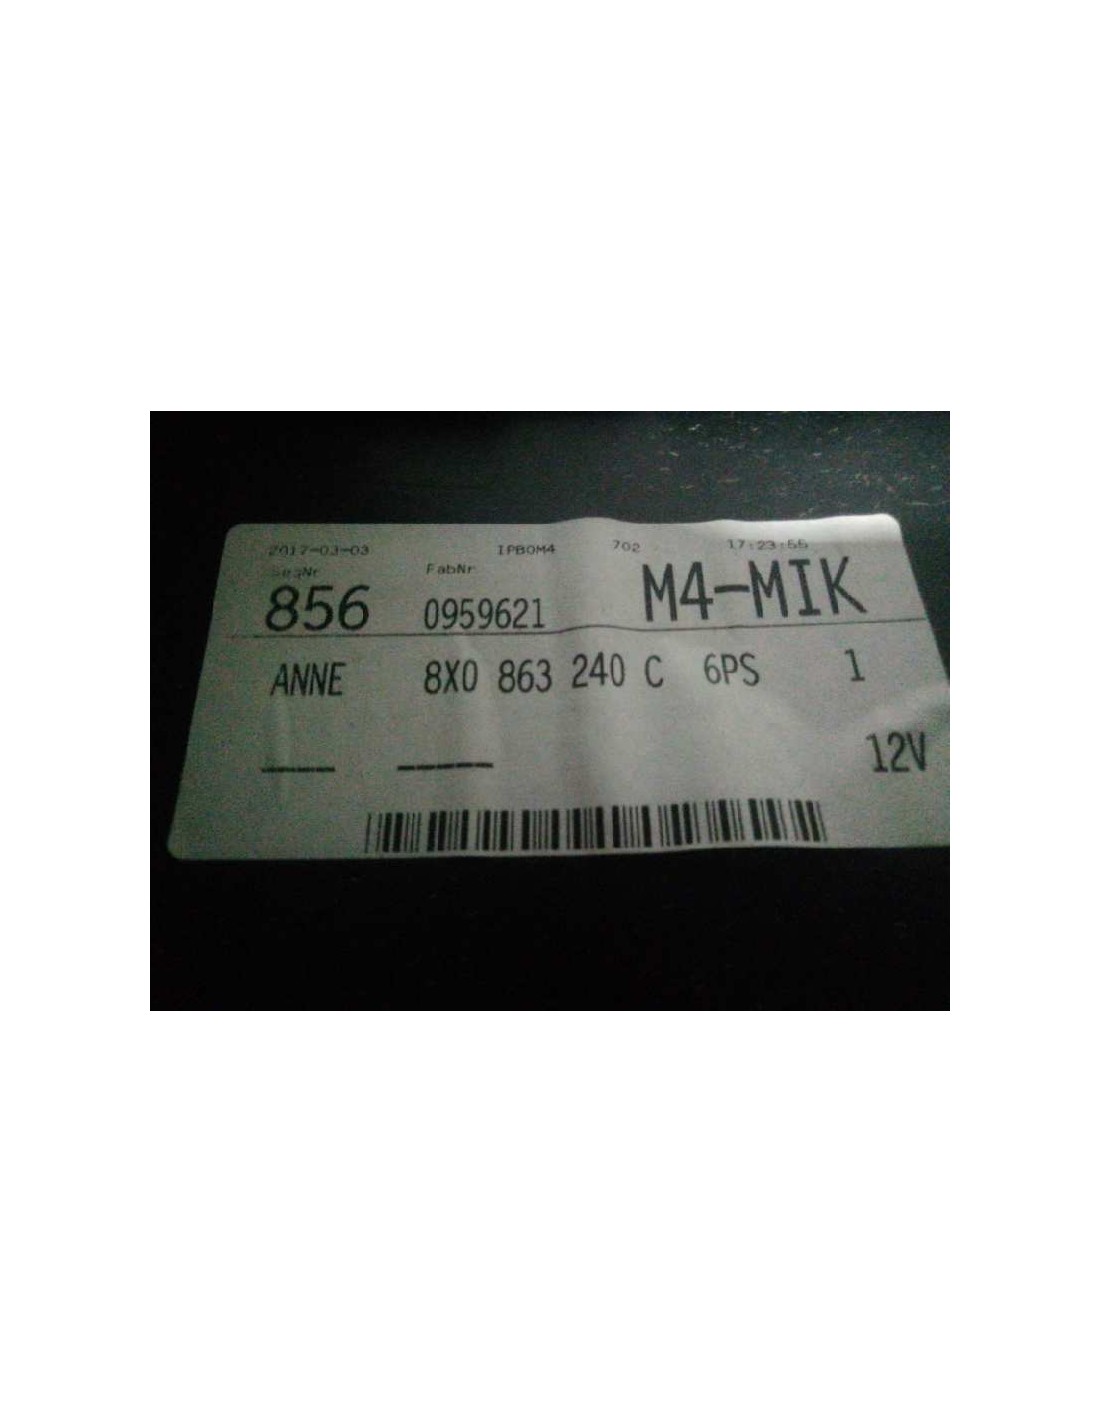 2017-03-03 IPBOM4 702 17:23:55
SeqNr FabNr
856 0959621 M4-MIK
ANNE 8X0 863 240 C 6PS 1
12V